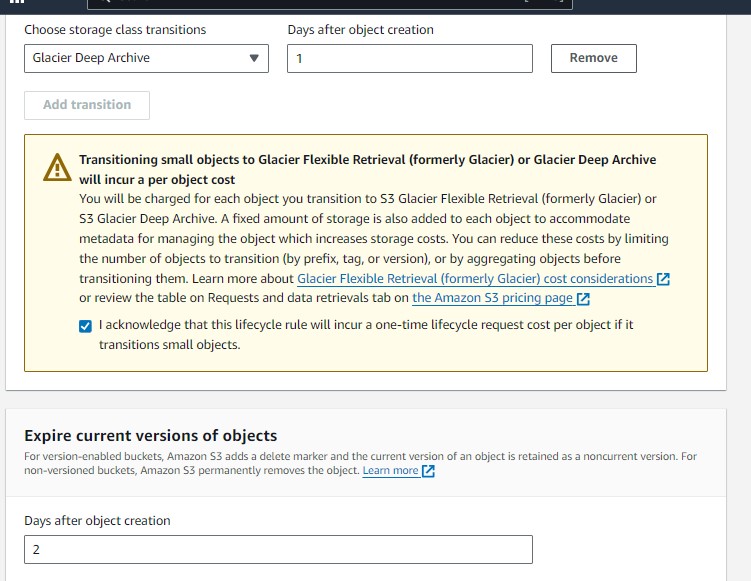 Choose storage class transitions
Days after object creation
Glacier Deep Archive
1
Remove
Add transition
Transitioning small objects to Glacier Flexible Retrieval (formerly Glacier) or Glacier Deep Archive
will incur a per object cost
You will be charged for each object you transition to S3 Glacier Flexible Retrieval (formerly Glacier) or
S3 Glacier Deep Archive. A fixed amount of storage is also added to each object to accommodate
metadata for managing the object which increases storage costs. You can reduce these costs by limiting
the number of objects to transition (by prefix, tag, or version), or by aggregating objects before
transitioning them. Learn more about Glacier Flexible Retrieval (formerly Glacier) cost considerations
or review the table on Requests and data retrievals tab on the Amazon S3 pricing page
I acknowledge that this lifecycle rule will incur a one-time lifecycle request cost per object if it
transitions small objects.
Expire current versions of objects
For version-enabled buckets, Amazon S3 adds a delete marker and the current version of an object is retained as a noncurrent version. For
non-versioned buckets, Amazon S3 permanently removes the object. Learn more
Days after object creation
2